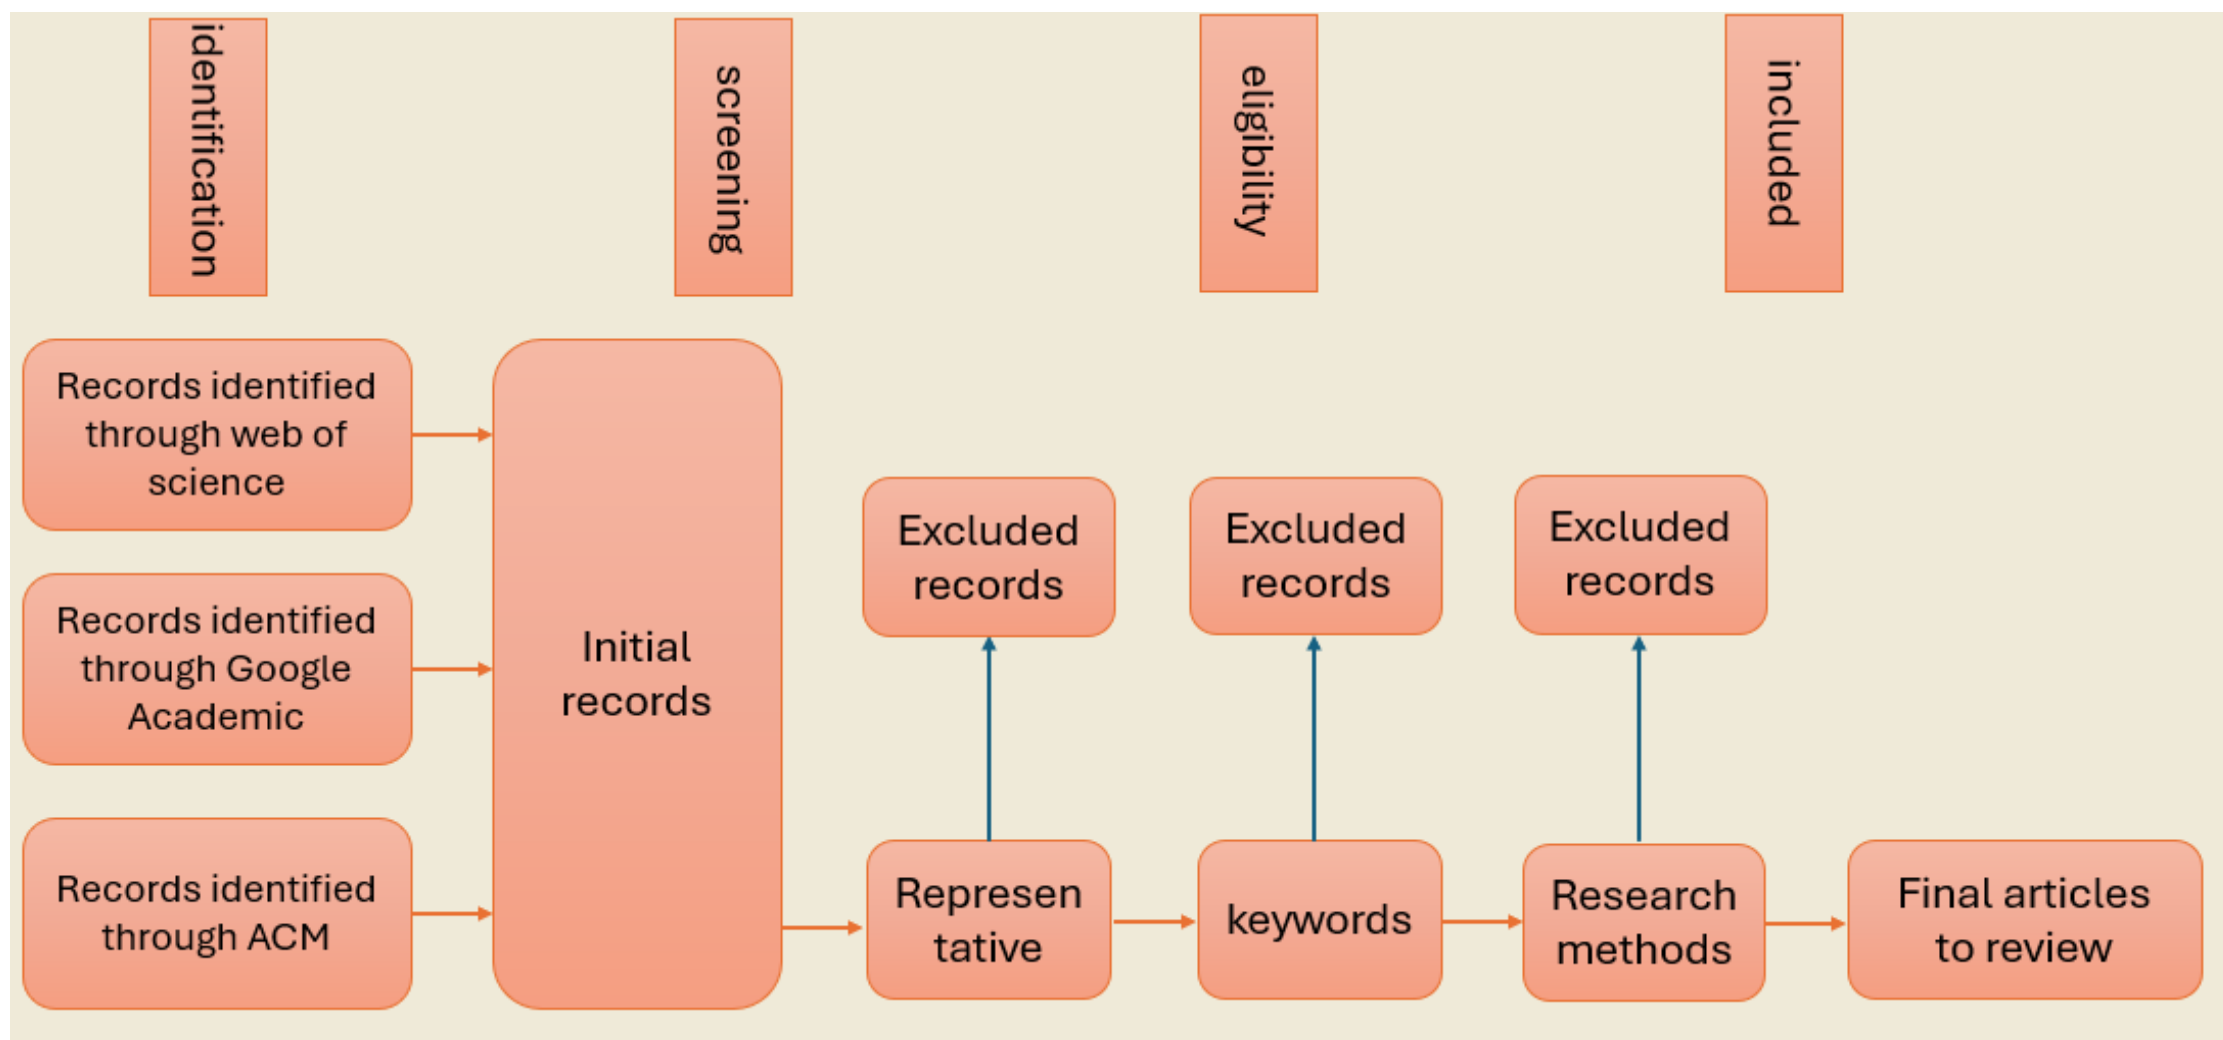 identification
screening
eligibility
included
Records identified
through web of
science
Records identified
through Google
Academic
Records identified
through ACM
Initial
records
Excluded
records
Excluded
records
Excluded
records
Represen
tative
keywords
Research
methods
Final articles
to review